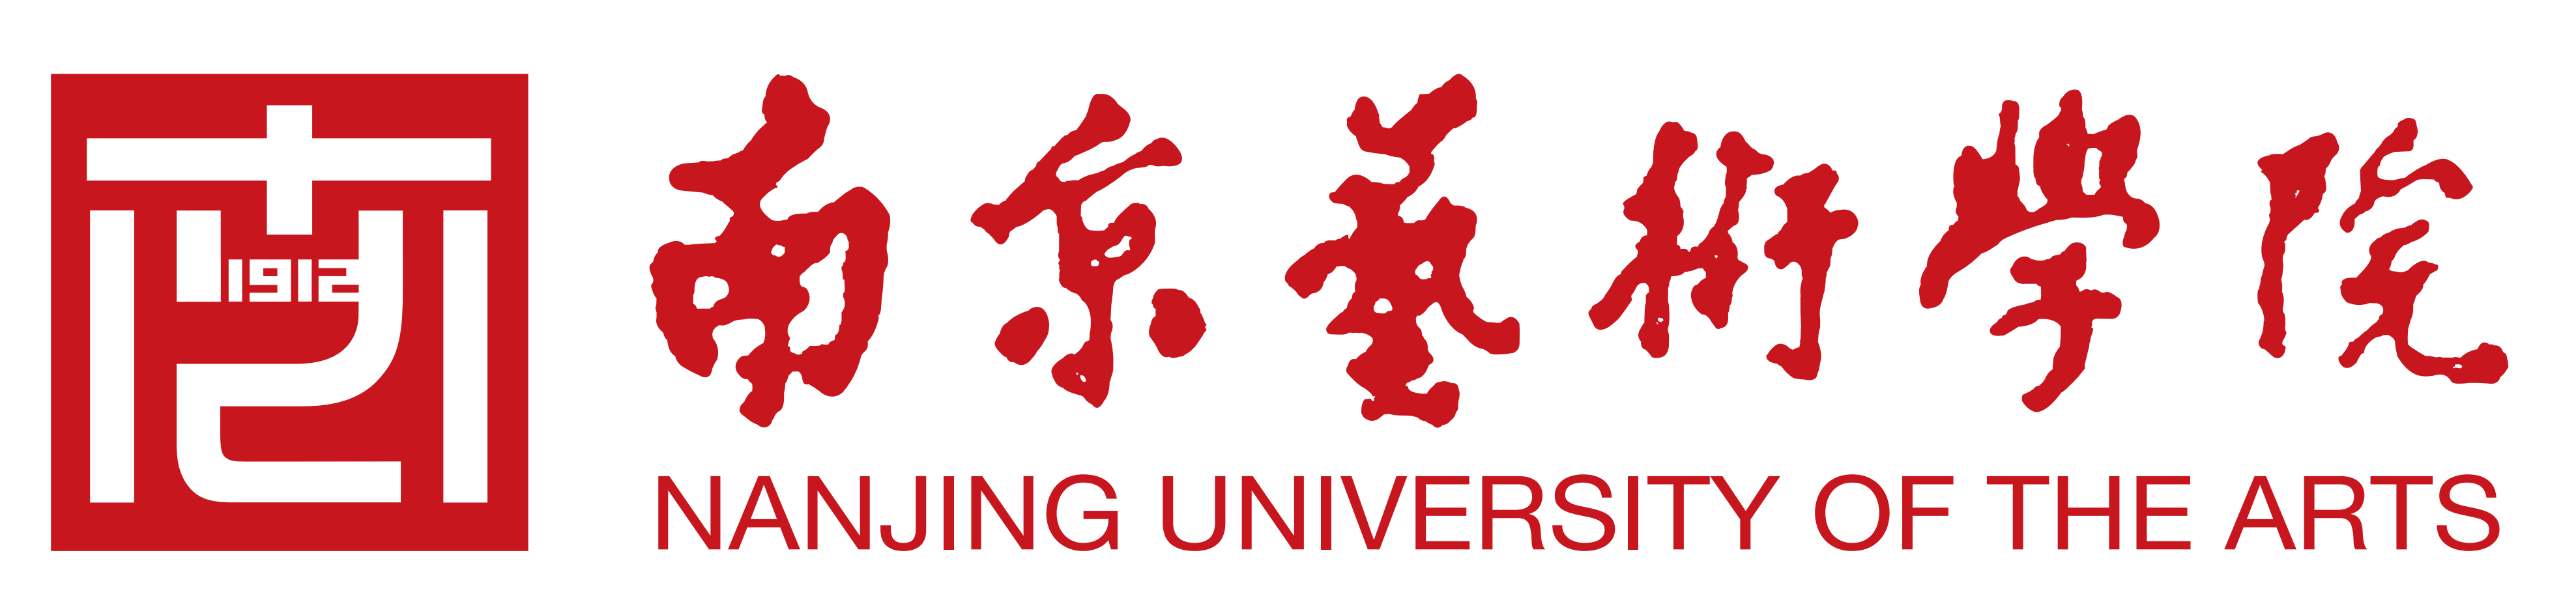 1912
南京藝術學院
NANJING UNIVERSITY OF THE ARTS